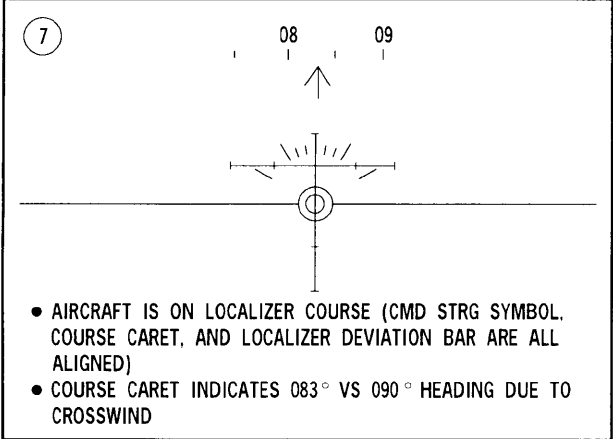 7
08 09
● AIRCRAFT IS ON LOCALIZER COURSE (CMD STRG SYMBOL,
COURSE CARET, AND LOCALIZER DEVIATION BAR ARE ALL
ALIGNED)
● COURSE CARET INDICATES 083° VS 090° HEADING DUE TO
CROSSWIND